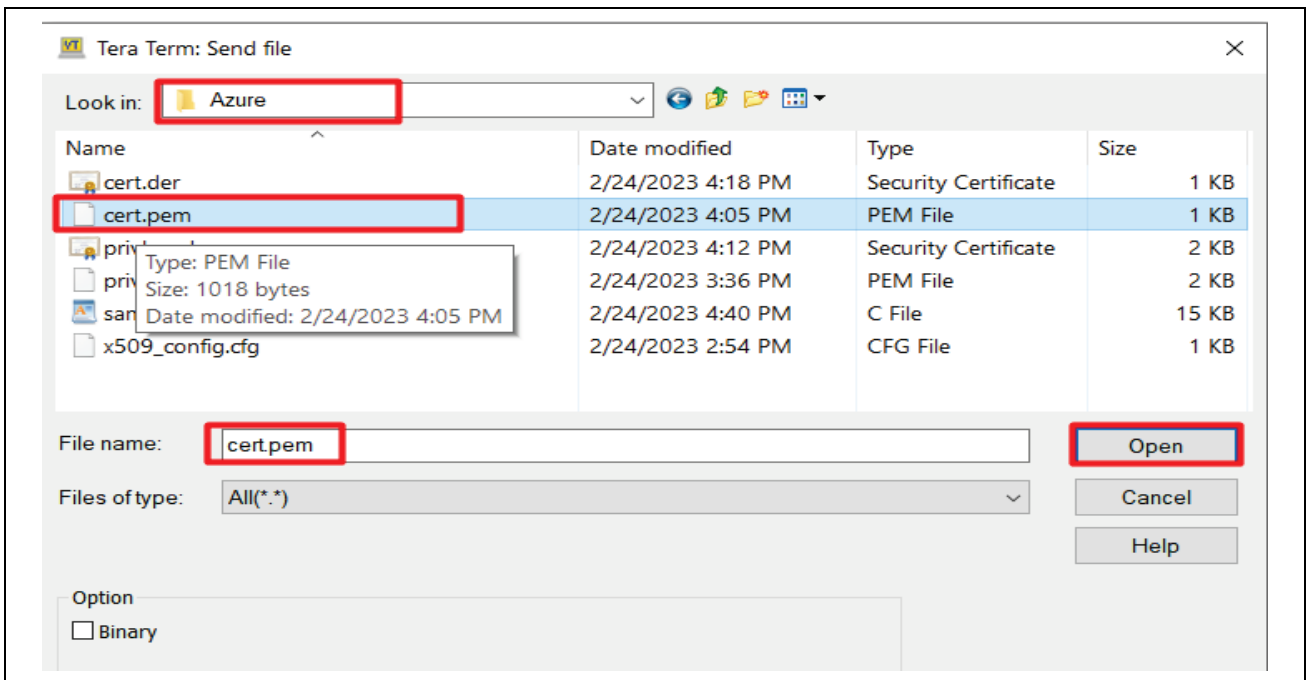 VT Tera Term: Send file
Look in: Azure
Name Date modified Type Size
cert.der 2/24/2023 4:18 PM Security Certificate 1 KB
cert.pem 2/24/2023 4:05 PM PEM File 1 KB
2/24/2023 4:12 PM Security Certificate 2 KB
2/24/2023 3:36 PM PEM File 2 KB
2/24/2023 4:40 PM C File 15 KB
Type: PEM File
Size: 1018 bytes
Date modified: 2/24/2023 4:05 PM
x509_config.cfg 2/24/2023 2:54 PM CFG File 1 KB
File name: cert.pem Open
Files of type: All(*.*) Cancel
Help
Option
Binary